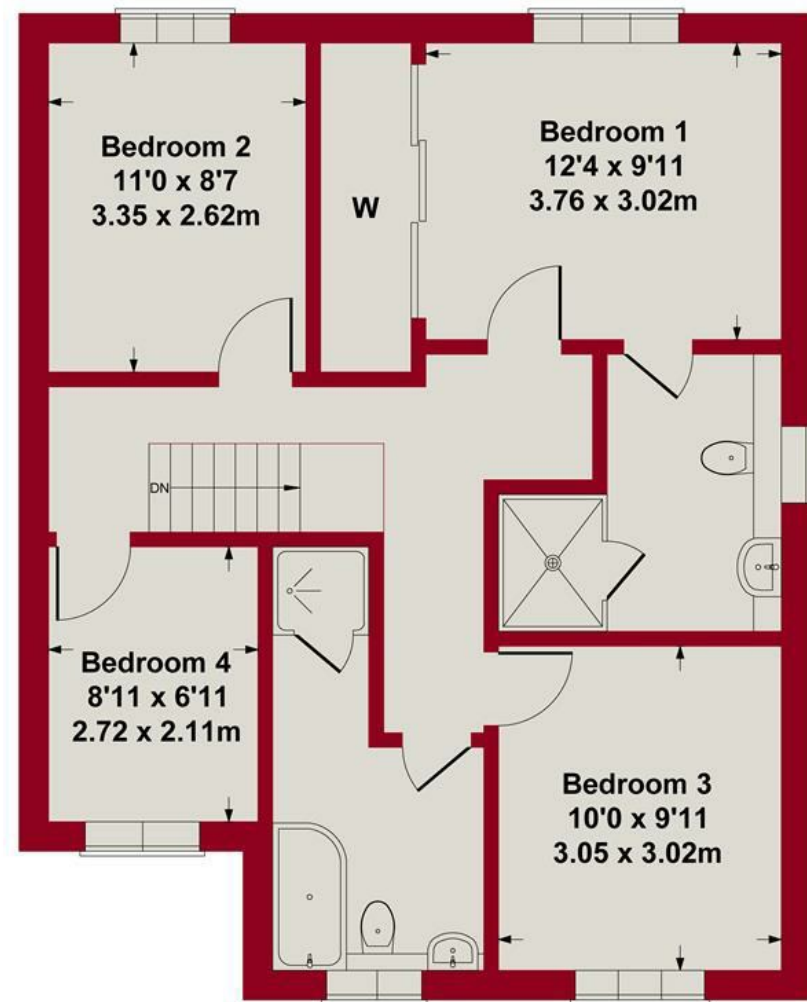 Bedroom 2
11'0 x 8'7
3.35 x 2.62m
W
Bedroom 1
12'4 x 9'11
3.76 x 3.02m
DN
Bedroom 4
8'11 x 6'11
2.72 x 2.11m
Bedroom 3
10'0 x 9'11
3.05 x 3.02m